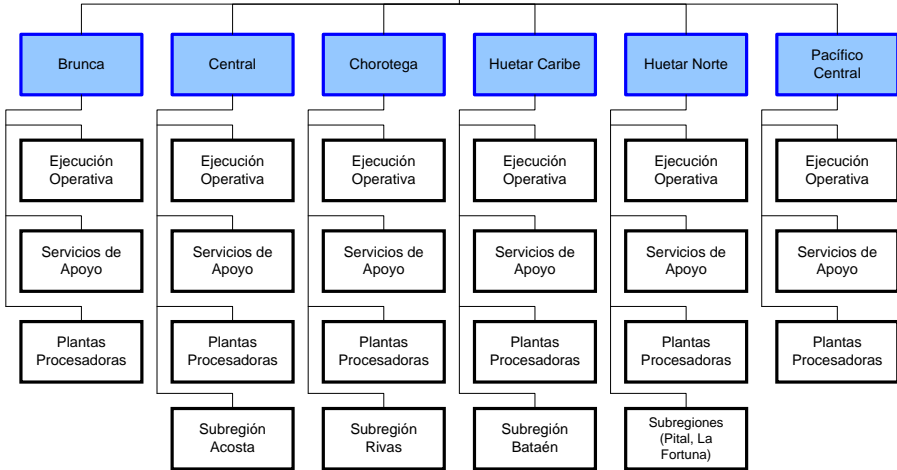 Brunca
Central
Chorotega
Huetar Caribe
Huetar Norte
Pacífico
Central
Ejecución
Operativa
Ejecución
Operativa
Ejecución
Operativa
Ejecución
Operativa
Ejecución
Operativa
Ejecución
Operativa
Servicios de
Apoyo
Servicios de
Apoyo
Servicios de
Apoyo
Servicios de
Apoyo
Servicios de
Apoyo
Servicios de
Apoyo
Plantas
Procesadoras
Plantas
Procesadoras
Plantas
Procesadoras
Plantas
Procesadoras
Plantas
Procesadoras
Plantas
Procesadoras
Subregión
Acosta
Subregión
Rivas
Subregión
Bataén
Subregiones
(Pital, La
Fortuna)